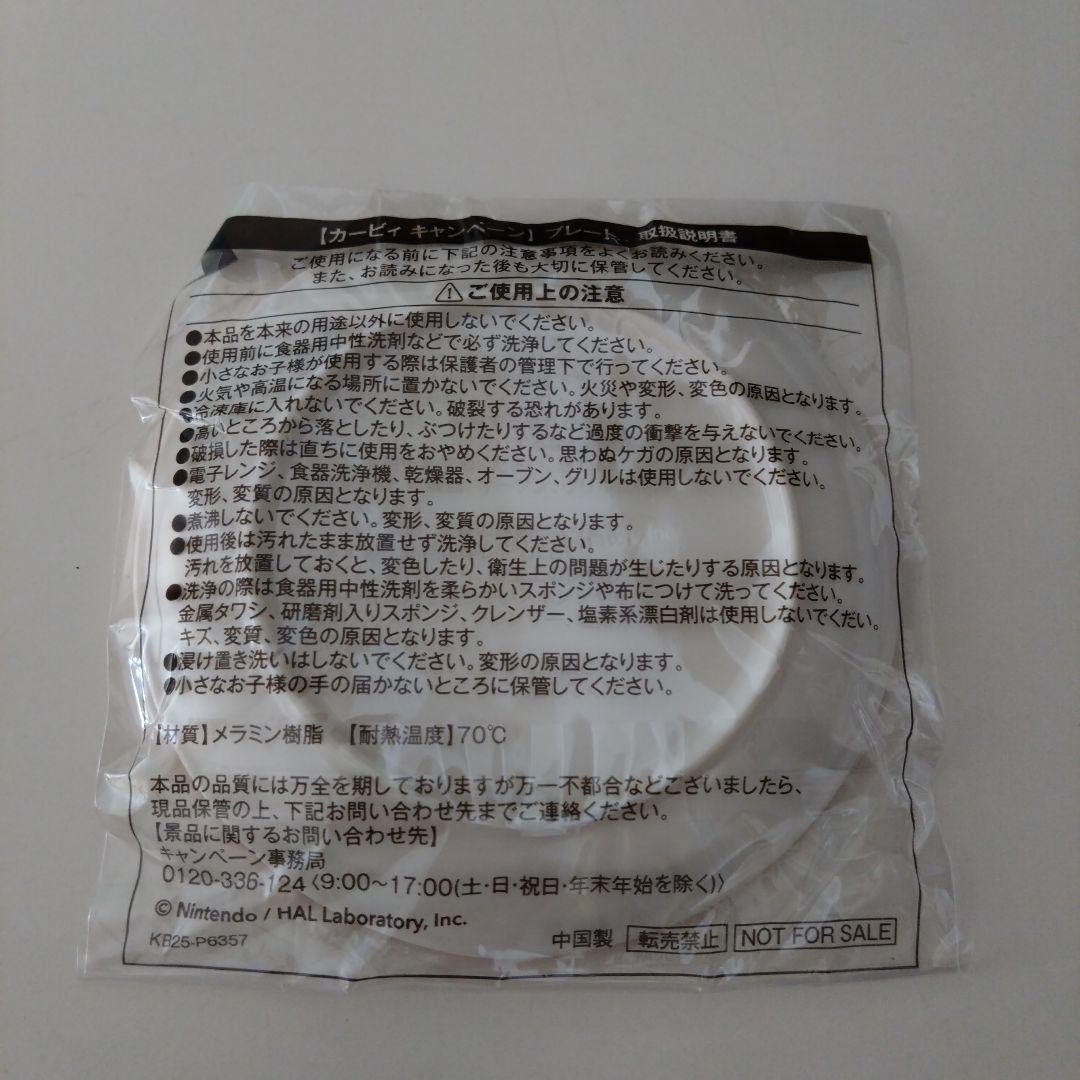 【カービィ キャンペーン】プレート 取扱説明書
ご使用になる前に下記の注意事項をよくお読みください。
また、お読みになった後も大切に保管してください。
⚠ご使用上の注意
●本品を本来の用途以外に使用しないでください。
●使用前に食器用中性洗剤などで必ず洗浄してください。
●小さなお子様が使用する際は保護者の管理下で行ってください。
●火気や高温になる場所に置かないでください。火災や変形、変色の原因となります。
●冷凍庫に入れないでください。破裂する恐れがあります。
●高いところから落としたり、ぶつけたりするなど過度の衝撃を与えないでください。
●破損した際は直ちに使用をおやめください。思わぬケガの原因となります。
●電子レンジ、食器洗浄機、乾燥器、オーブン、グリルは使用しないでください。
変形、変質の原因となります。
●煮沸しないでください。変形、変質の原因となります。
●使用後は汚れたまま放置せず洗浄してください。
汚れを放置しておくと、変色したり、衛生上の問題が生じたりする原因となります。
●洗浄の際は食器用中性洗剤を柔らかいスポンジや布につけて洗ってください。
金属タワシ、研磨剤入りスポンジ、クレンザー、塩素系漂白剤は使用しないでください。
キズ、変質、変色の原因となります。
●浸け置き洗いはしないでください。変形の原因となります。
●小さなお子様の手の届かないところに保管してください。
【材質】メラミン樹脂 【耐熱温度】70℃
本品の品質には万全を期しておりますが万一不都合などございましたら、
現品保管の上、下記お問い合わせ先までご連絡ください。
【景品に関するお問い合わせ先】
キャンペーン事務局
0120-336-124〈9:00〜17:00(土・日・祝日・年末年始を除く)〉
© Nintendo / HAL Laboratory, Inc.
KB25-P6357 中国製 転売禁止 NOT FOR SALE